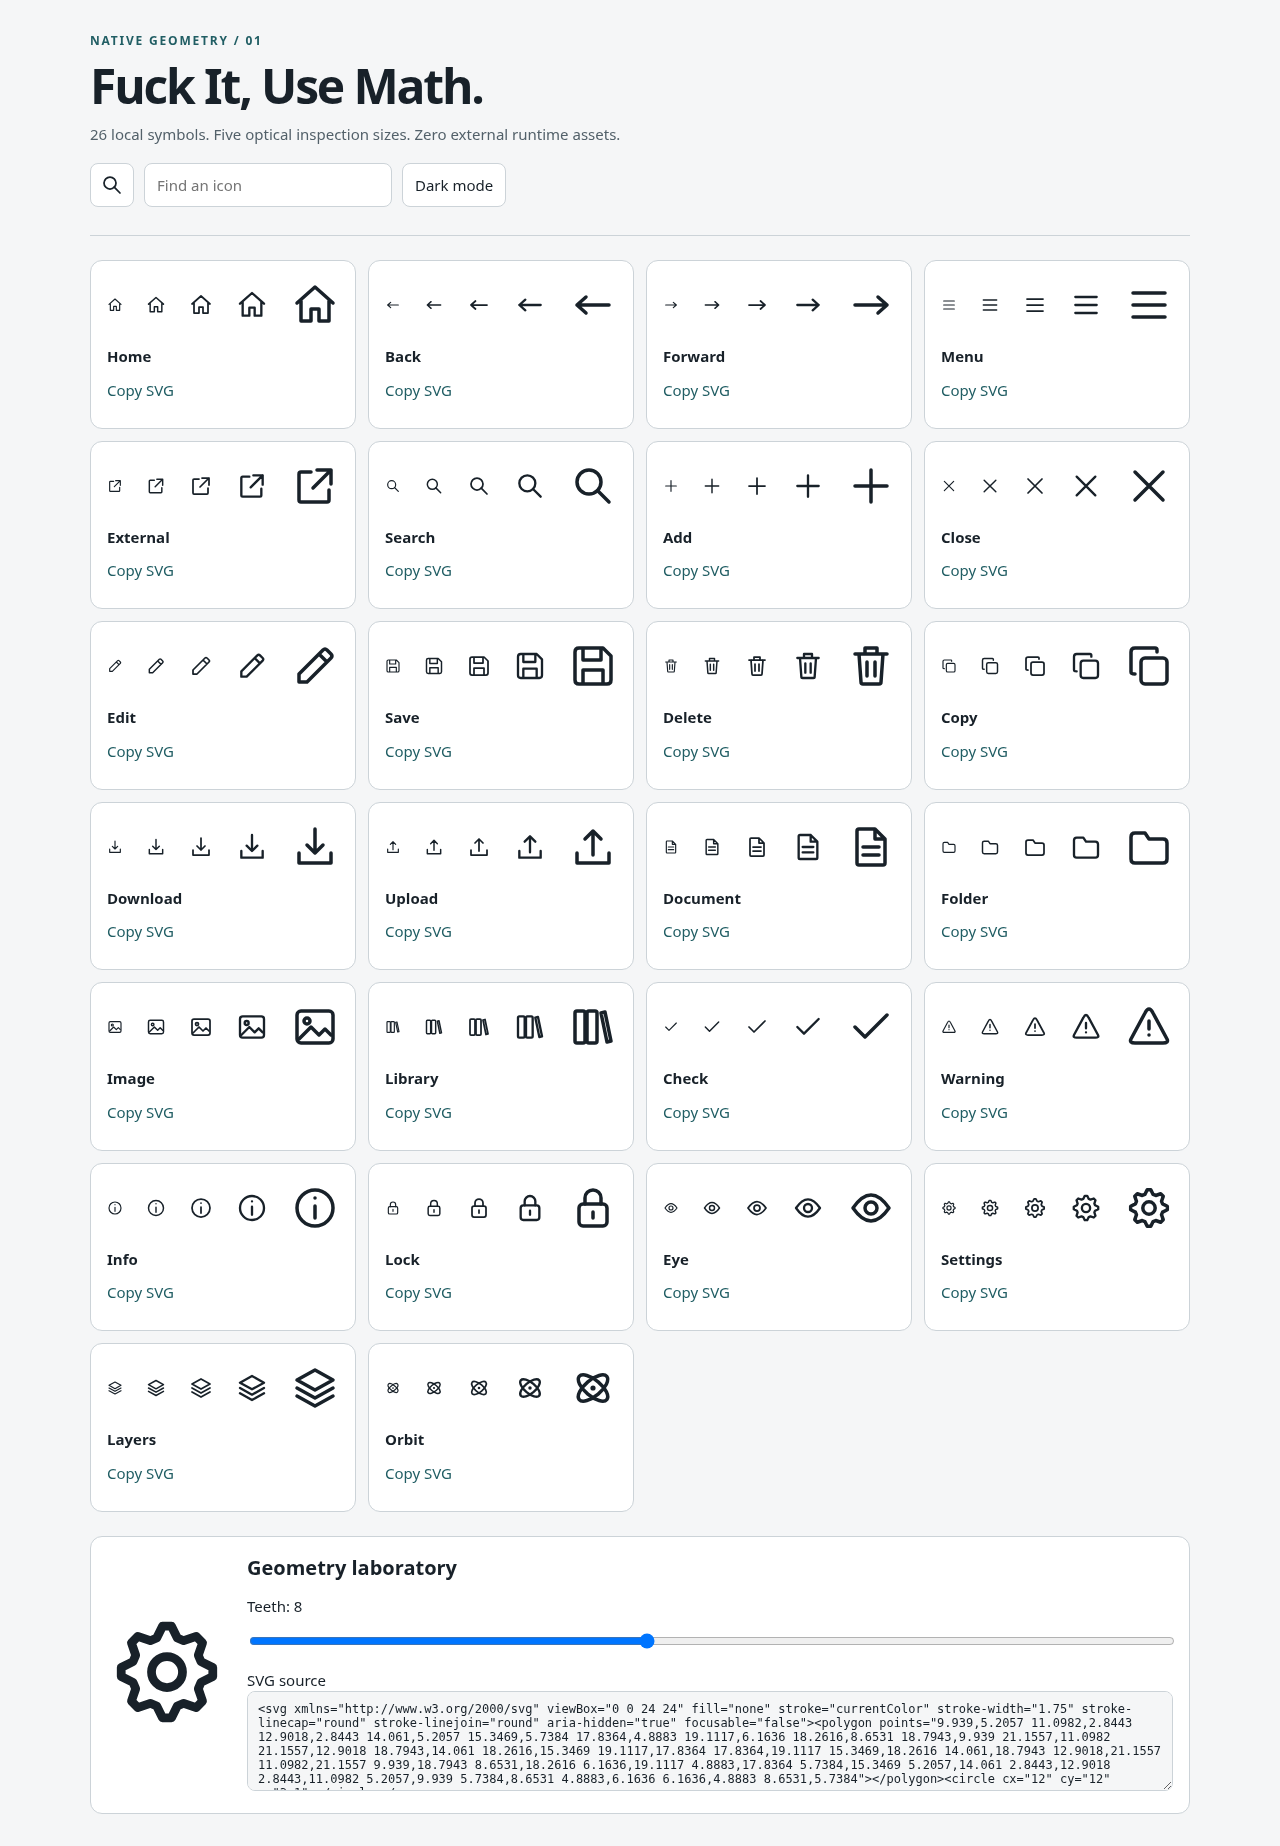 NATIVE GEOMETRY / 01
Fuck It, Use Math.
26 local symbols. Five optical inspection sizes. Zero external runtime assets.
Find an icon
Dark mode
Home
Copy SVG
Back
Copy SVG
Forward
Copy SVG
Menu
Copy SVG
External
Copy SVG
Search
Copy SVG
Add
Copy SVG
Close
Copy SVG
Edit
Copy SVG
Save
Copy SVG
Delete
Copy SVG
Copy
Copy SVG
Download
Copy SVG
Upload
Copy SVG
Document
Copy SVG
Folder
Copy SVG
Image
Copy SVG
Library
Copy SVG
Check
Copy SVG
Warning
Copy SVG
Info
Copy SVG
Lock
Copy SVG
Eye
Copy SVG
Settings
Copy SVG
Layers
Copy SVG
Orbit
Copy SVG
Geometry laboratory
Teeth: 8
SVG source
<svg xmlns="http://www.w3.org/2000/svg" viewBox="0 0 24 24" fill="none" stroke="currentColor" stroke-width="1.75" stroke-
linecap="round" stroke-linejoin="round" aria-hidden="true" focusable="false"><polygon points="9.939,5.2057 11.0982,2.8443
12.9018,2.8443 14.061,5.2057 15.3469,5.7384 17.8364,4.8883 19.1117,6.1636 18.2616,8.6531 18.7943,9.939 21.1557,11.0982
21.1557,12.9018 18.7943,14.061 18.2616,15.3469 19.1117,17.8364 17.8364,19.1117 15.3469,18.2616 14.061,18.7943 12.9018,21.1557
11.0982,21.1557 9.939,18.7943 8.6531,18.2616 6.1636,19.1117 4.8883,17.8364 5.7384,15.3469 5.2057,14.061 2.8443,12.9018
2.8443,11.0982 5.2057,9.939 5.7384,8.6531 4.8883,6.1636 6.1636,4.8883 8.6531,5.7384"></polygon><circle cx="12" cy="12"